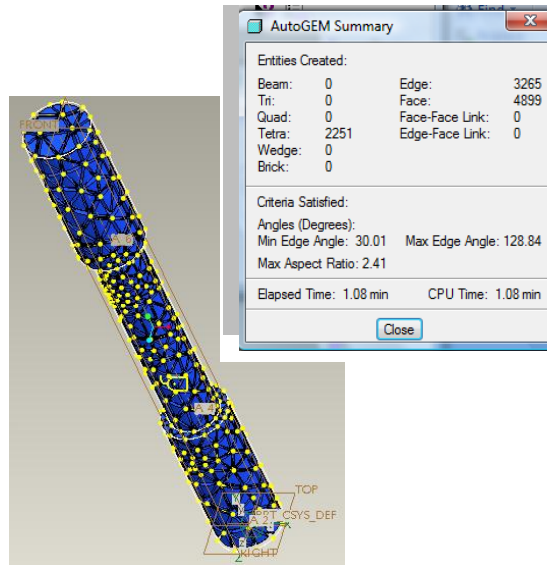 AutoGEM Summary
Entities Created:
Beam: 0 Edge: 3265
Tri: 0 Face: 4899
Quad: 0 Face-Face Link: 0
Tetra: 2251 Edge-Face Link: 0
Wedge: 0
Brick: 0
Criteria Satisfied:
Angles (Degrees):
Min Edge Angle: 30.01 Max Edge Angle: 128.84
Max Aspect Ratio: 2.41
Elapsed Time: 1.08 min CPU Time: 1.08 min
Close
FRONT
TOP
CSYS_DEF
RIGHT